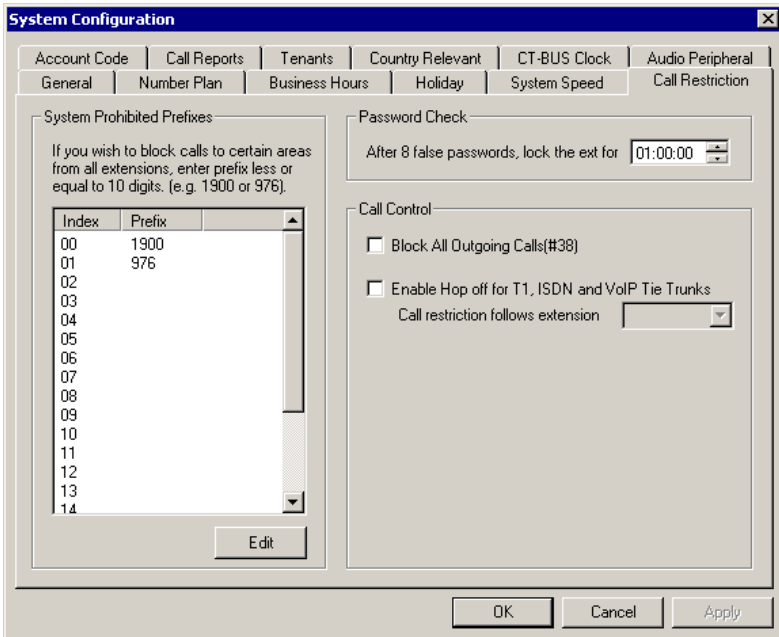 System Configuration
Account Code
Call Reports
Tenants
Country Relevant
CT-BUS Clock
Audio Peripheral
General
Number Plan
Business Hours
Holiday
System Speed
Call Restriction
System Prohibited Prefixes
If you wish to block calls to certain areas
from all extensions, enter prefix less or
equal to 10 digits. (e.g. 1900 or 976).
Index Prefix
00 1900
01 976
02
03
04
05
06
07
08
09
10
11
12
13
14
Edit
Password Check
After 8 false passwords, lock the ext for 01:00:00
Call Control
Block All Outgoing Calls(#38)
Enable Hop off for T1, ISDN and VoIP Tie Trunks
Call restriction follows extension
OK
Cancel
Apply